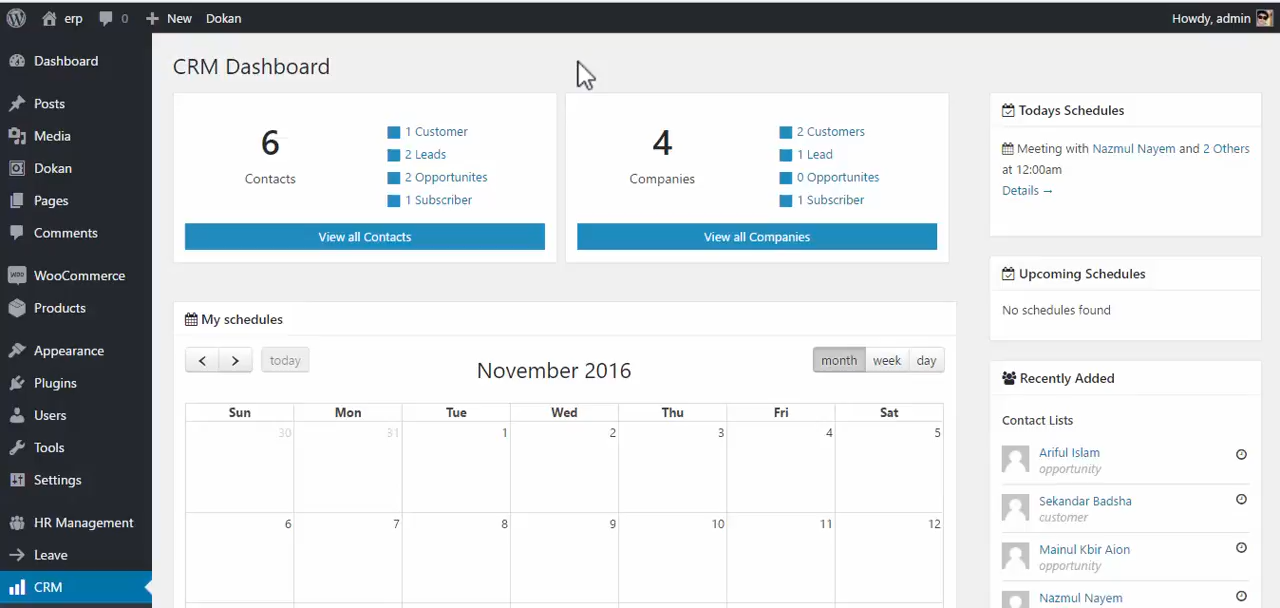 erp 0 New Dokan Howdy, admin
Dashboard
Posts
Media
Dokan
Pages
Comments
WooCommerce
Products
Appearance
Plugins
Users
Tools
Settings
HR Management
Leave
CRM
CRM Dashboard
6
Contacts
1 Customer
2 Leads
2 Opportunites
1 Subscriber
View all Contacts
4
Companies
2 Customers
1 Lead
0 Opportunites
1 Subscriber
View all Companies
My schedules
today
November 2016
month week day
Sun Mon Tue Wed Thu Fri Sat
30 31 1 2 3 4 5
6 7 8 9 10 11 12
Todays Schedules
Meeting with Nazmul Nayem and 2 Others
at 12:00am
Details →
Upcoming Schedules
No schedules found
Recently Added
Contact Lists
Ariful Islam
opportunity
Sekandar Badsha
customer
Mainul Kbir Aion
opportunity
Nazmul Nayem